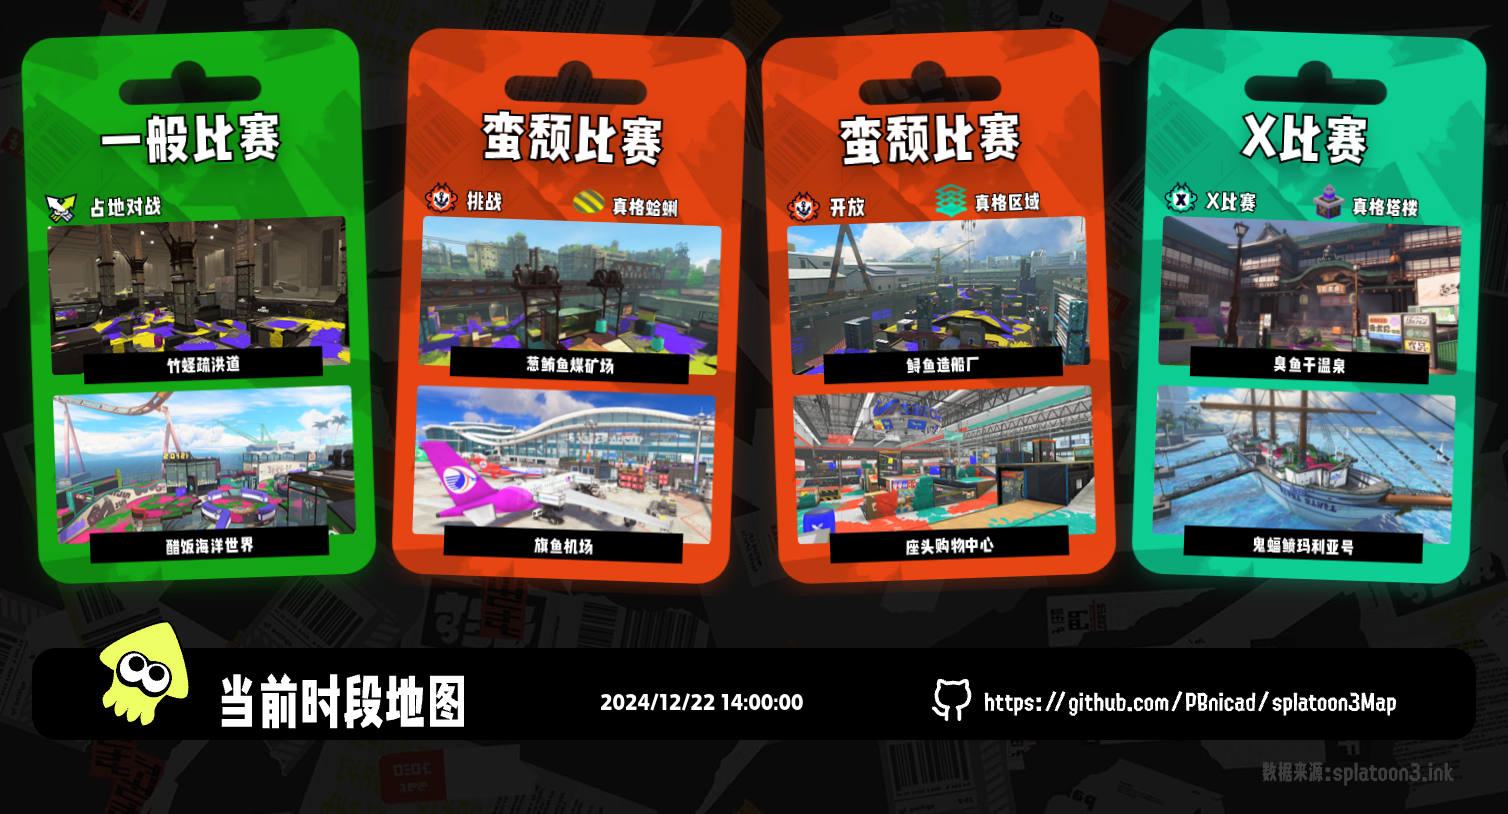 一般比赛
占地对战
竹蛏疏洪道
醋饭海洋世界
蛮颓比赛
挑战
真格蛤蜊
葱鲔鱼煤矿场
旗鱼机场
蛮颓比赛
开放
真格区域
鲟鱼造船厂
座头购物中心
X比赛
X比赛
真格塔楼
臭鱼干温泉
鬼蝠鲼玛利亚号
当前时段地图
2024/12/22 14:00:00
https://github.com/PBnicad/splatoon3Map
数据来源:splatoon3.ink